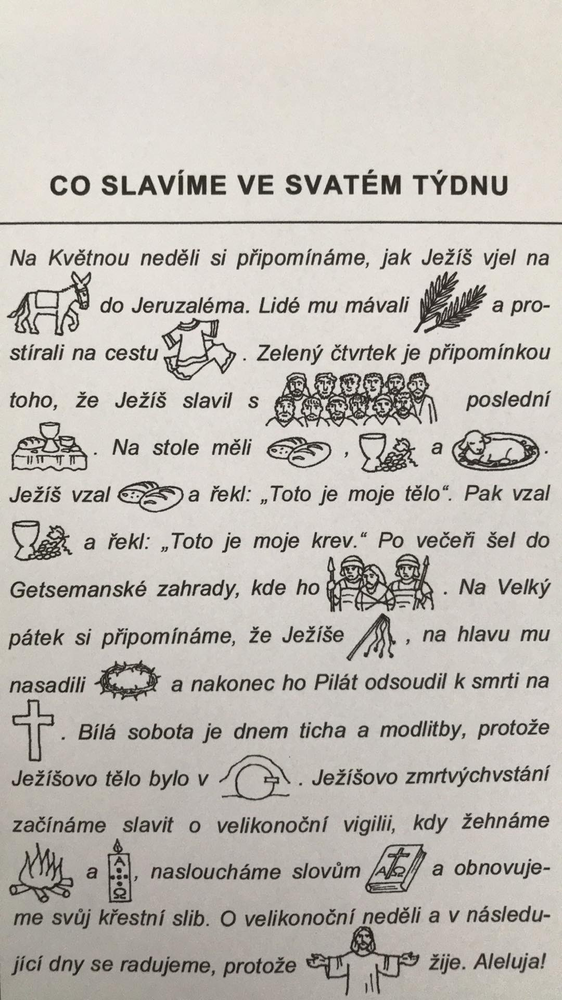 CO SLAVÍME VE SVATÉM TÝDNU
Na Květnou neděli si připomínáme, jak Ježíš vjel na
do Jeruzaléma. Lidé mu mávali a pro-
stírali na cestu . Zelený čtvrtek je připomínkou
toho, že Ježíš slavil s poslední
. Na stole měli , a .
Ježíš vzal a řekl: „Toto je moje tělo“. Pak vzal
a řekl: „Toto je moje krev.“ Po večeři šel do
Getsemanské zahrady, kde ho . Na Velký
pátek si připomínáme, že Ježíše , na hlavu mu
nasadili a nakonec ho Pilát odsoudil k smrti na
. Bílá sobota je dnem ticha a modlitby, protože
Ježíšovo tělo bylo v . Ježíšovo zmrtvýchvstání
začínáme slavit o velikonoční vigilii, kdy žehnáme
a A Ω, nasloucháme slovům A Ω a obnovuje-
me svůj křestní slib. O velikonoční neděli a v následu-
jící dny se radujeme, protože žije. Aleluja!